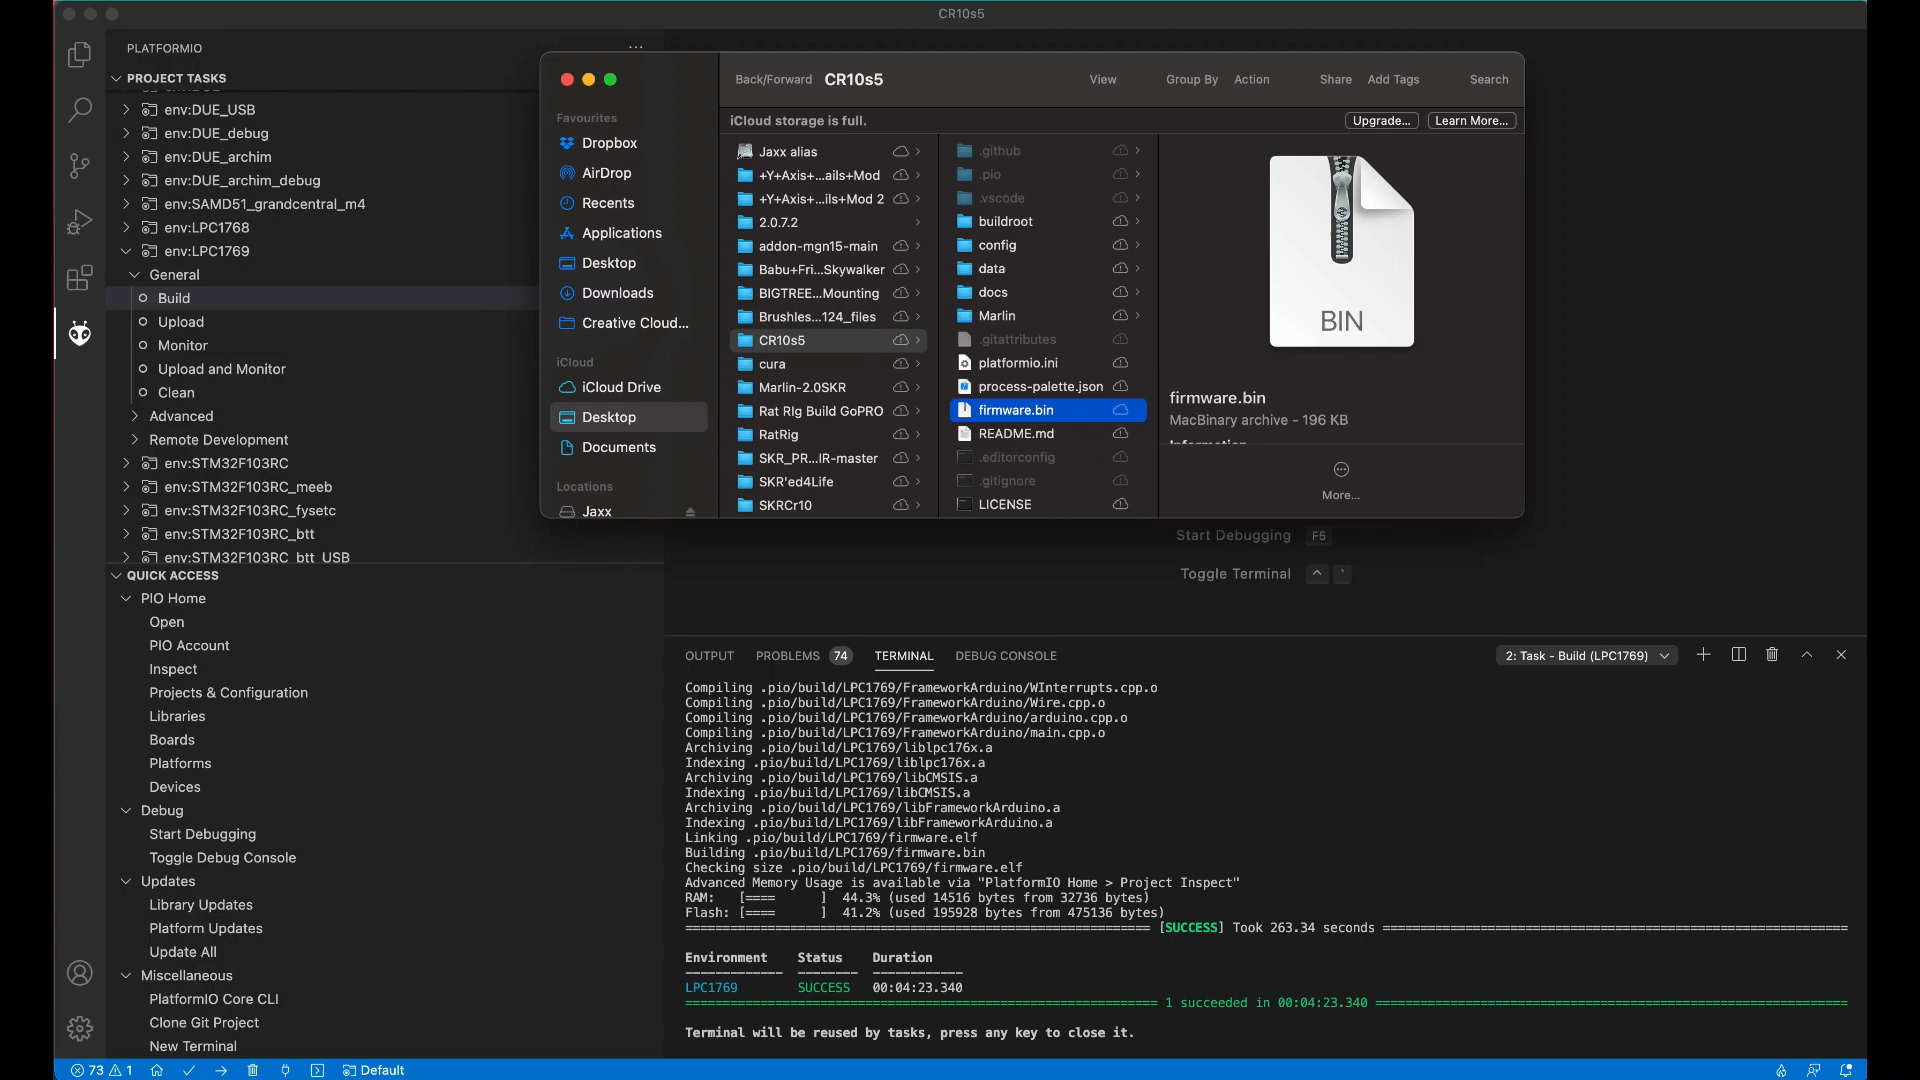 CR10s5
PLATFORMIO
PROJECT TASKS
env:DUE_USB
env:DUE_debug
env:DUE_archim
env:DUE_archim_debug
env:SAMD51_grandcentral_m4
env:LPC1768
env:LPC1769
General
Build
Upload
Monitor
Upload and Monitor
Clean
Advanced
Remote Development
env:STM32F103RC
env:STM32F103RC_meeb
env:STM32F103RC_fysetc
env:STM32F103RC_btt
env:STM32F103RC_btt_USB
QUICK ACCESS
PIO Home
Open
PIO Account
Inspect
Projects & Configuration
Libraries
Boards
Platforms
Devices
Debug
Start Debugging
Toggle Debug Console
Updates
Library Updates
Platform Updates
Update All
Miscellaneous
PlatformIO Core CLI
Clone Git Project
New Terminal
Back/Forward CR10s5 View Group By Action Share Add Tags Search
iCloud storage is full. Upgrade... Learn More...
Favourites
Dropbox
AirDrop
Recents
Applications
Desktop
Downloads
Creative Cloud...
iCloud
iCloud Drive
Desktop
Documents
Locations
Jaxx
Jaxx alias
+Y+Axis+...ails+Mod
+Y+Axis+...ils+Mod 2
2.0.7.2
addon-mgn15-main
Babu+Fri...Skywalker
BIGTREE...Mounting
Brushles...124_files
CR10s5
cura
Marlin-2.0SKR
Rat RIg Build GoPRO
RatRig
SKR_PR...IR-master
SKR'ed4Life
SKRCr10
.github
.pio
.vscode
buildroot
config
data
docs
Marlin
.gitattributes
platformio.ini
process-palette.json
firmware.bin
README.md
.editorconfig
.gitignore
LICENSE
BIN
firmware.bin
MacBinary archive - 196 KB
Information
More...
Start Debugging F5
Toggle Terminal ^ `
OUTPUT PROBLEMS 74 TERMINAL DEBUG CONSOLE 2: Task - Build (LPC1769)
Compiling .pio/build/LPC1769/FrameworkArduino/WInterrupts.cpp.o
Compiling .pio/build/LPC1769/FrameworkArduino/Wire.cpp.o
Compiling .pio/build/LPC1769/FrameworkArduino/arduino.cpp.o
Compiling .pio/build/LPC1769/FrameworkArduino/main.cpp.o
Archiving .pio/build/LPC1769/liblpc176x.a
Indexing .pio/build/LPC1769/liblpc176x.a
Archiving .pio/build/LPC1769/libCMSIS.a
Indexing .pio/build/LPC1769/libCMSIS.a
Archiving .pio/build/LPC1769/libFrameworkArduino.a
Indexing .pio/build/LPC1769/libFrameworkArduino.a
Linking .pio/build/LPC1769/firmware.elf
Building .pio/build/LPC1769/firmware.bin
Checking size .pio/build/LPC1769/firmware.elf
Advanced Memory Usage is available via "PlatformIO Home > Project Inspect"
RAM: [==== ] 44.3% (used 14516 bytes from 32736 bytes)
Flash: [==== ] 41.2% (used 195928 bytes from 475136 bytes)
[SUCCESS] Took 263.34 seconds
Environment Status Duration
LPC1769 SUCCESS 00:04:23.340
1 succeeded in 00:04:23.340
Terminal will be reused by tasks, press any key to close it.
73 1 Default